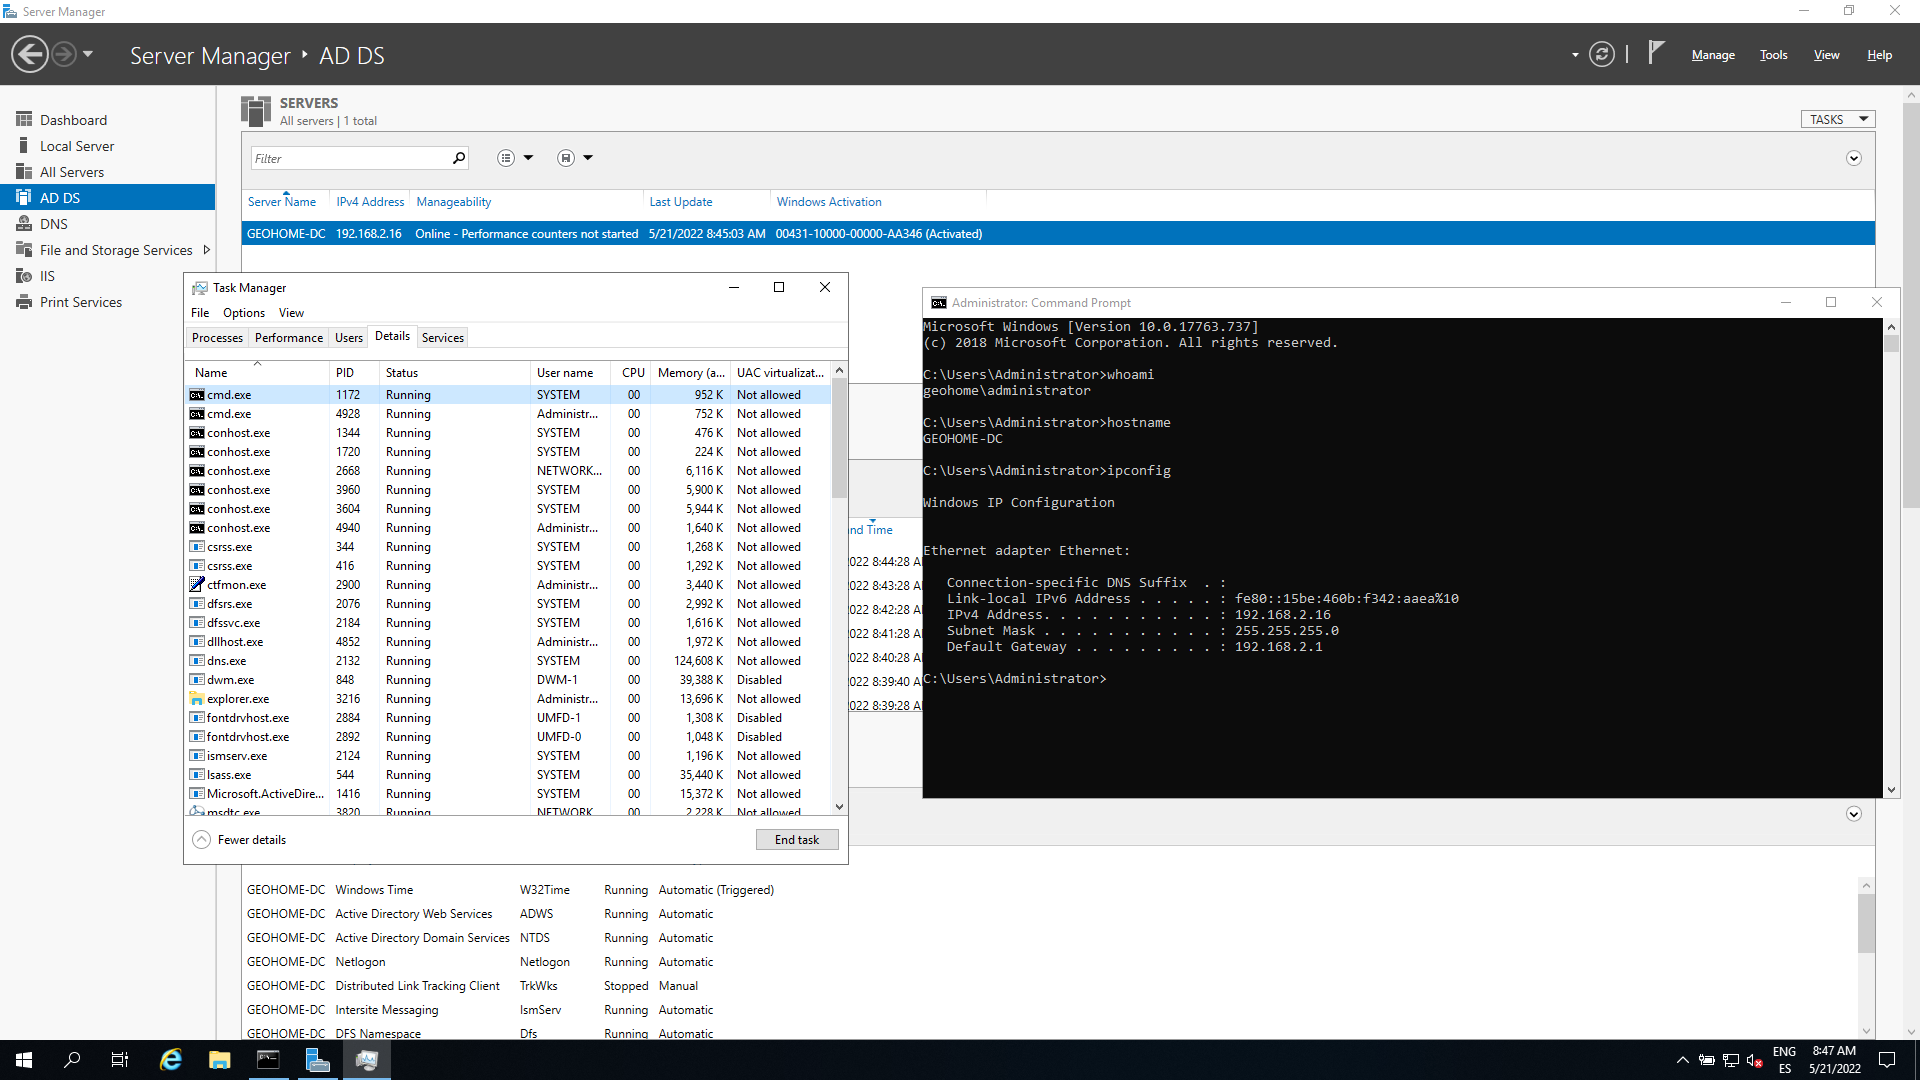 Server Manager
Server Manager ‣ AD DS
Manage Tools View Help
Dashboard
Local Server
All Servers
AD DS
DNS
File and Storage Services
IIS
Print Services
SERVERS
All servers | 1 total
TASKS
Filter
Server Name IPv4 Address Manageability Last Update Windows Activation
GEOHOME-DC 192.168.2.16 Online - Performance counters not started 5/21/2022 8:45:03 AM 00431-10000-00000-AA346 (Activated)
Task Manager
File Options View
Processes Performance Users Details Services
Name PID Status User name CPU Memory (a... UAC virtualizat...
cmd.exe 1172 Running SYSTEM 00 952 K Not allowed
cmd.exe 4928 Running Administr... 00 752 K Not allowed
conhost.exe 1344 Running SYSTEM 00 476 K Not allowed
conhost.exe 1720 Running SYSTEM 00 224 K Not allowed
conhost.exe 2668 Running NETWORK... 00 6,116 K Not allowed
conhost.exe 3960 Running SYSTEM 00 5,900 K Not allowed
conhost.exe 3604 Running SYSTEM 00 5,944 K Not allowed
conhost.exe 4940 Running Administr... 00 1,640 K Not allowed
csrss.exe 344 Running SYSTEM 00 1,268 K Not allowed
csrss.exe 416 Running SYSTEM 00 1,292 K Not allowed
ctfmon.exe 2900 Running Administr... 00 3,440 K Not allowed
dfsrs.exe 2076 Running SYSTEM 00 2,992 K Not allowed
dfssvc.exe 2184 Running SYSTEM 00 1,616 K Not allowed
dllhost.exe 4852 Running Administr... 00 1,972 K Not allowed
dns.exe 2132 Running SYSTEM 00 124,608 K Not allowed
dwm.exe 848 Running DWM-1 00 39,388 K Disabled
explorer.exe 3216 Running Administr... 00 13,696 K Not allowed
fontdrvhost.exe 2884 Running UMFD-1 00 1,308 K Disabled
fontdrvhost.exe 2892 Running UMFD-0 00 1,048 K Disabled
ismserv.exe 2124 Running SYSTEM 00 1,196 K Not allowed
lsass.exe 544 Running SYSTEM 00 35,440 K Not allowed
Microsoft.ActiveDire... 1416 Running SYSTEM 00 15,372 K Not allowed
msdtc.exe 3820 Running NETWORK 00 2,228 K Not allowed
Fewer details
End task
nd Time
022 8:44:28 A
022 8:43:28 A
022 8:42:28 A
022 8:41:28 A
022 8:40:28 A
022 8:39:40 A
022 8:39:28 A
Administrator: Command Prompt
Microsoft Windows [Version 10.0.17763.737]
(c) 2018 Microsoft Corporation. All rights reserved.
C:\Users\Administrator>whoami
geohome\administrator
C:\Users\Administrator>hostname
GEOHOME-DC
C:\Users\Administrator>ipconfig
Windows IP Configuration
Ethernet adapter Ethernet:
Connection-specific DNS Suffix  . :
Link-local IPv6 Address . . . . . : fe80::15be:460b:f342:aaea%10
IPv4 Address. . . . . . . . . . . : 192.168.2.16
Subnet Mask . . . . . . . . . . . : 255.255.255.0
Default Gateway . . . . . . . . . : 192.168.2.1
C:\Users\Administrator>
GEOHOME-DC Windows Time W32Time Running Automatic (Triggered)
GEOHOME-DC Active Directory Web Services ADWS Running Automatic
GEOHOME-DC Active Directory Domain Services NTDS Running Automatic
GEOHOME-DC Netlogon Netlogon Running Automatic
GEOHOME-DC Distributed Link Tracking Client TrkWks Stopped Manual
GEOHOME-DC Intersite Messaging IsmServ Running Automatic
GEOHOME-DC DFS Namespace Dfs Running Automatic
ENG
ES
8:47 AM
5/21/2022